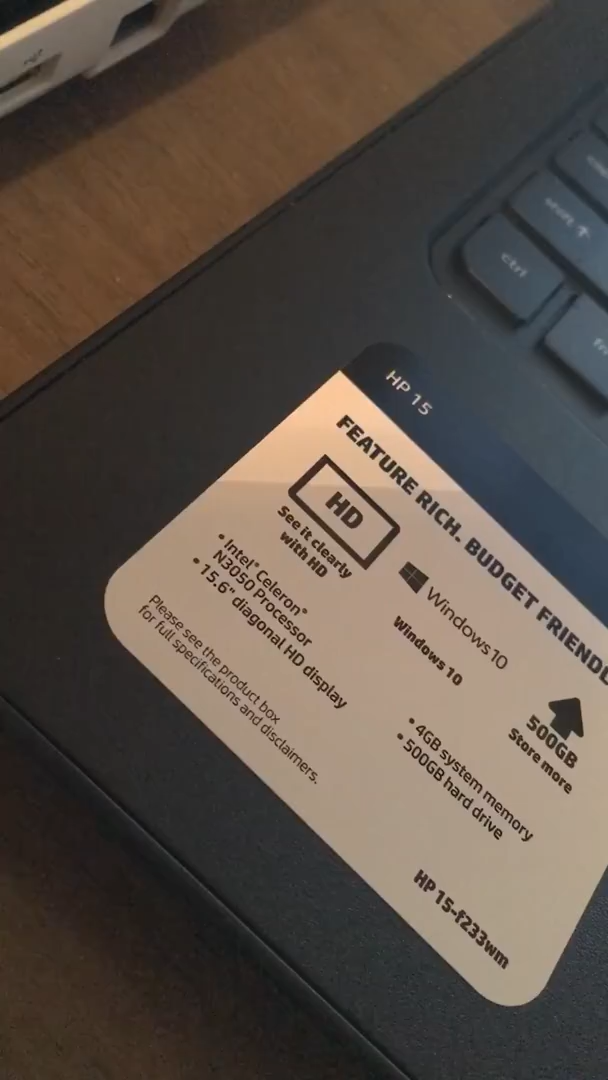 ctrl
shift
HP 15
FEATURE RICH. BUDGET FRIENDL
HD
See it clearly
with HD
• Intel® Celeron®
N3050 Processor
• 15.6" diagonal HD display
Please see the product box
for full specifications and disclaimers.
Windows 10
Windows 10
500GB
Store more
• 4GB system memory
• 500GB hard drive
HP 15-f233wm